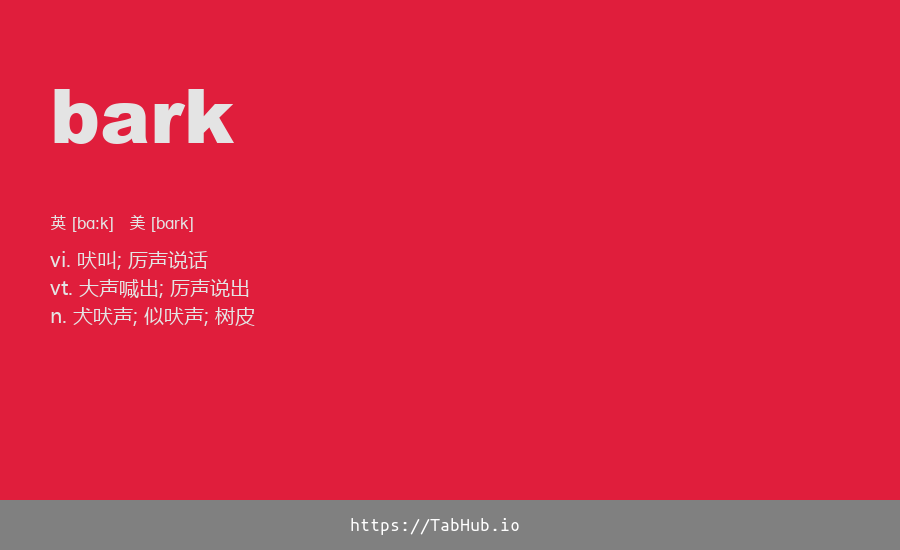 bark
英 [bɑːk] 美 [bɑrk]
vi. 吠叫; 厉声说话
vt. 大声喊出; 厉声说出
n. 犬吠声; 似吠声; 树皮
https://TabHub.io